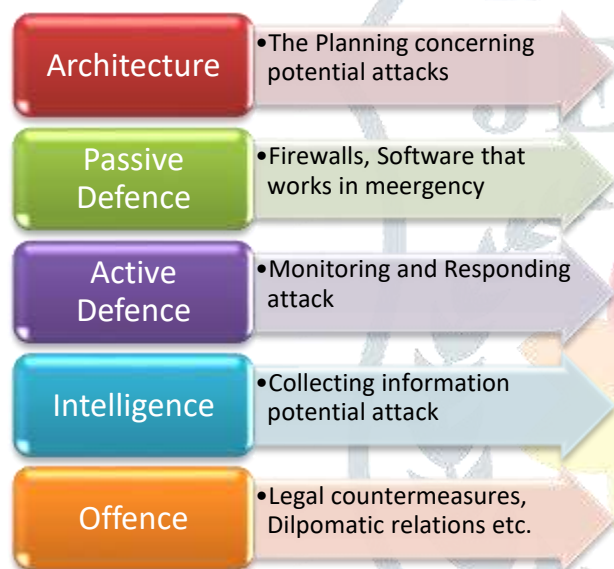 Architecture
•The Planning concerning
potential attacks
Passive
Defence
•Firewalls, Software that
works in meergency
Active
Defence
•Monitoring and Responding
attack
Intelligence
•Collecting information
potential attack
Offence
•Legal countermeasures,
Dilpomatic relations etc.